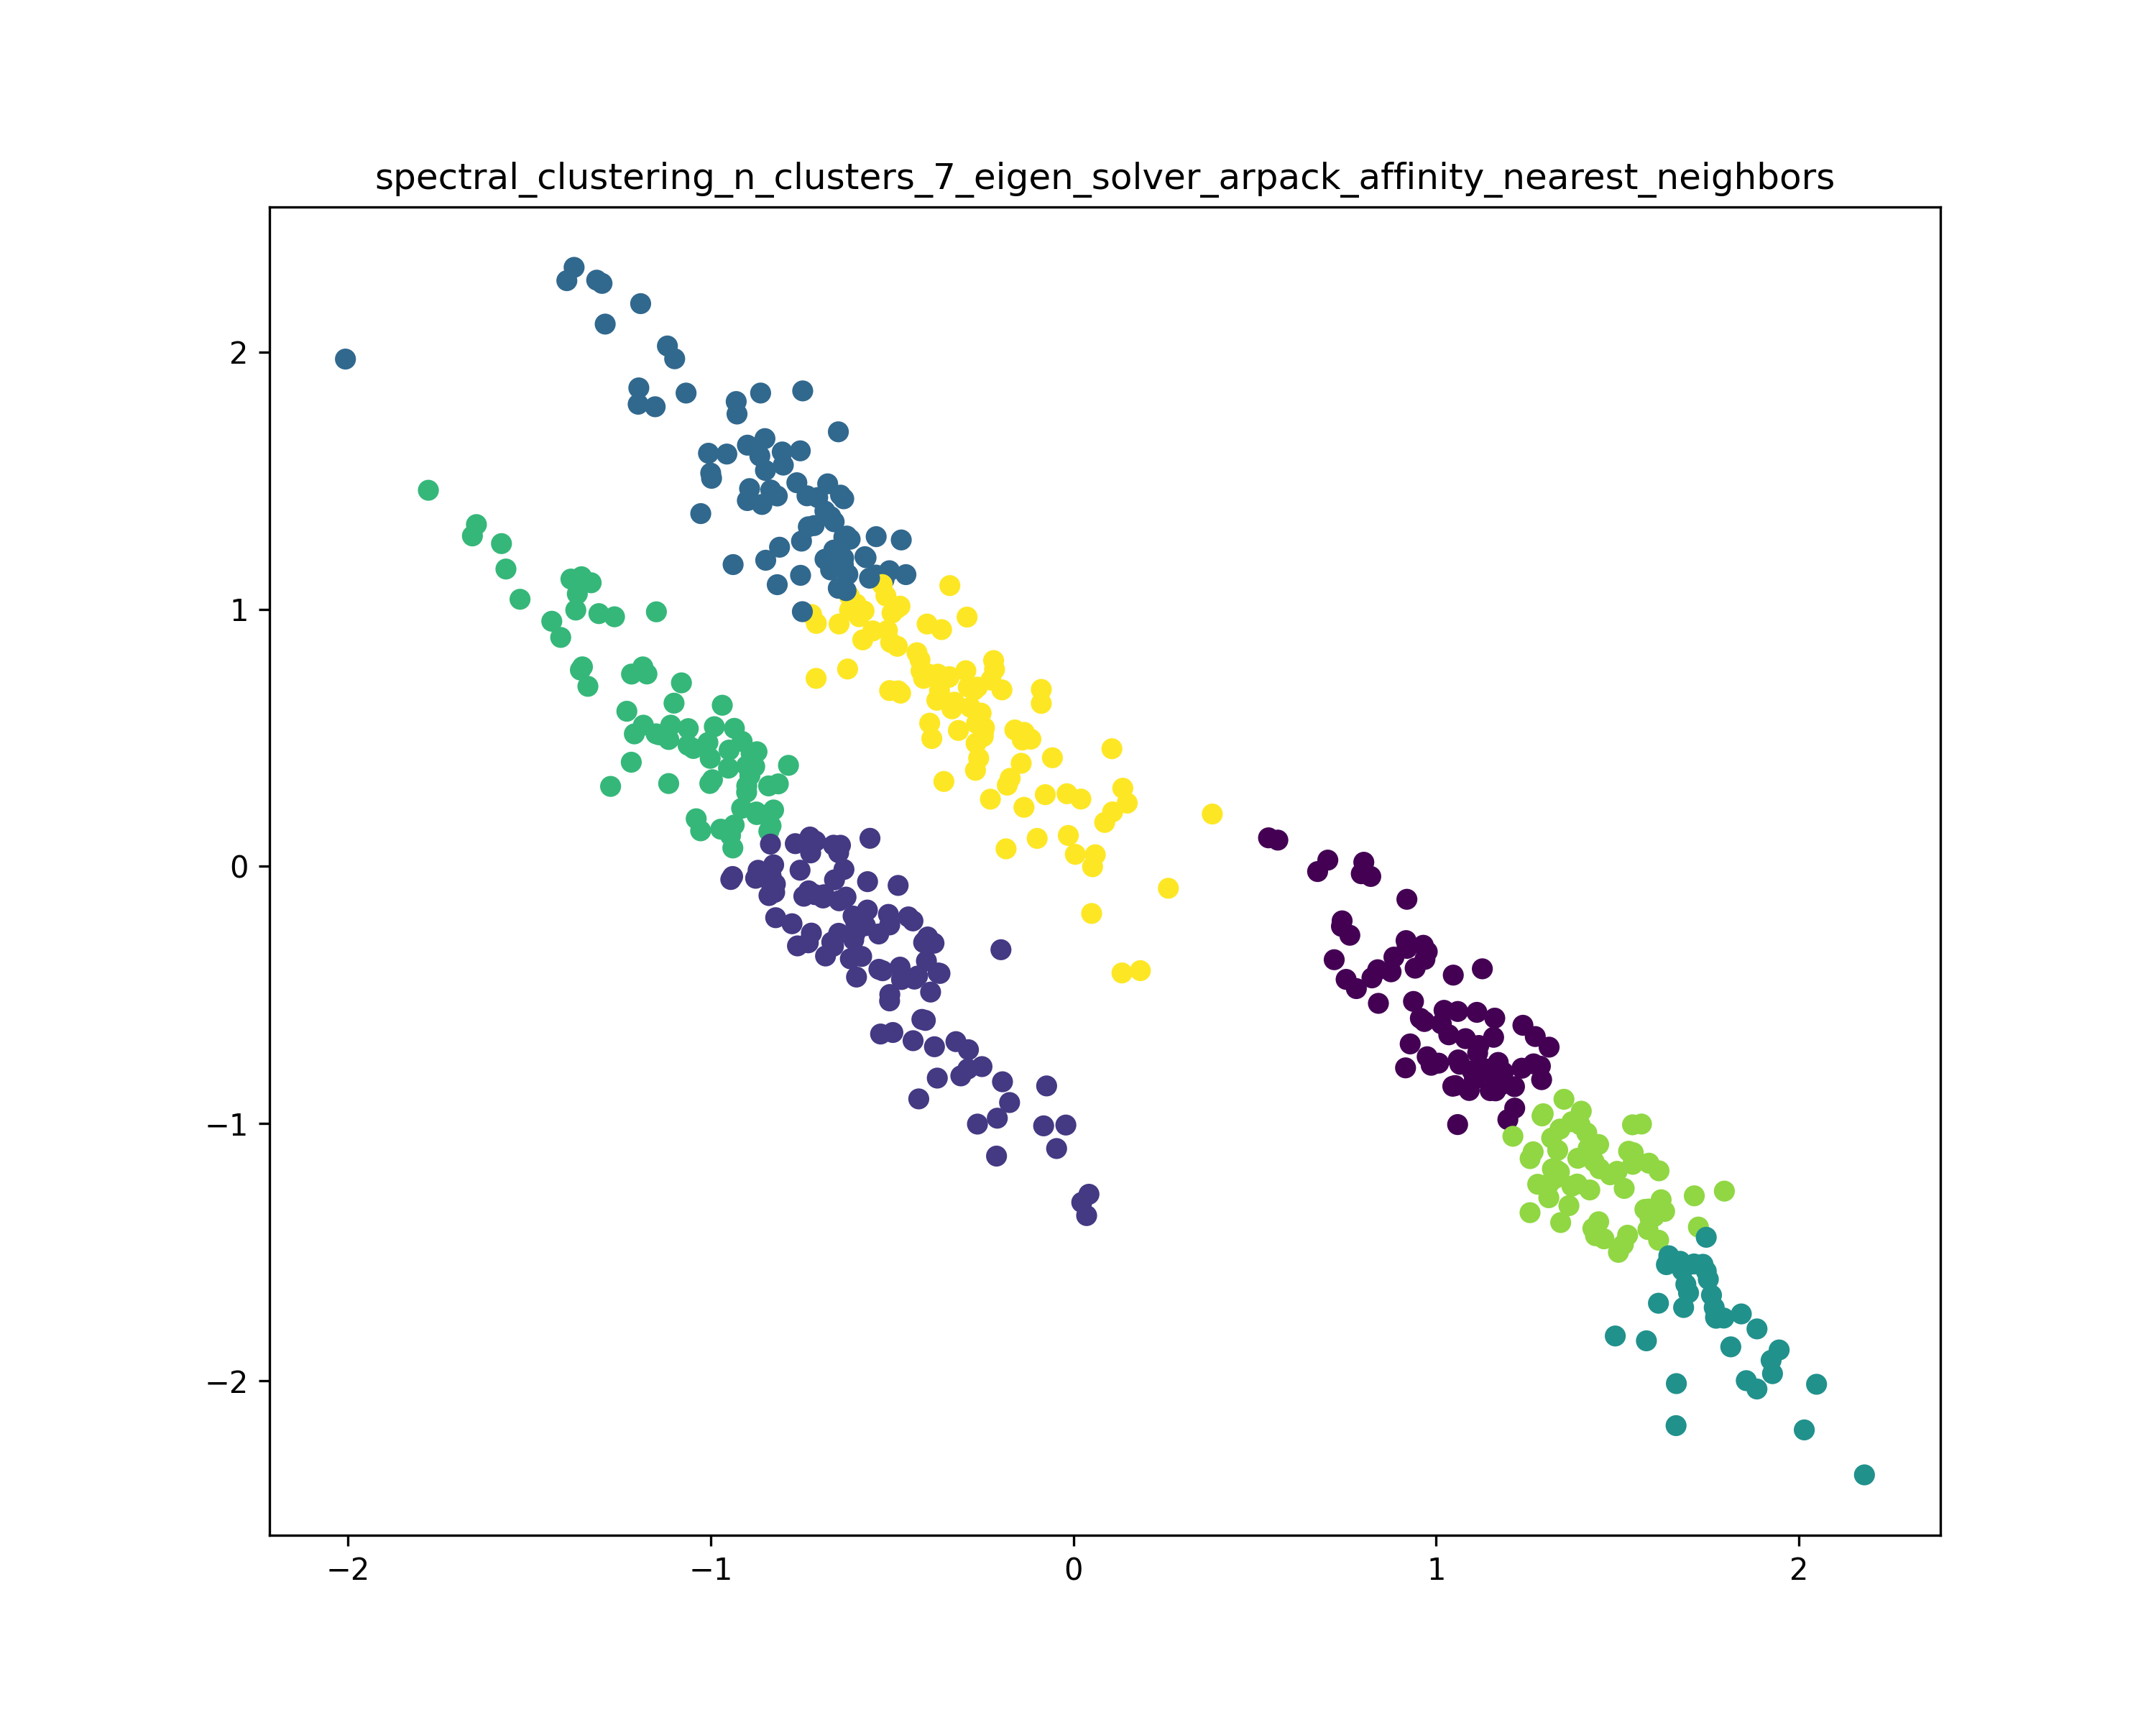 spectral_clustering_n_clusters_7_eigen_solver_arpack_affinity_nearest_neighbors
2
1
0
−1
−2
−2 −1 0 1 2